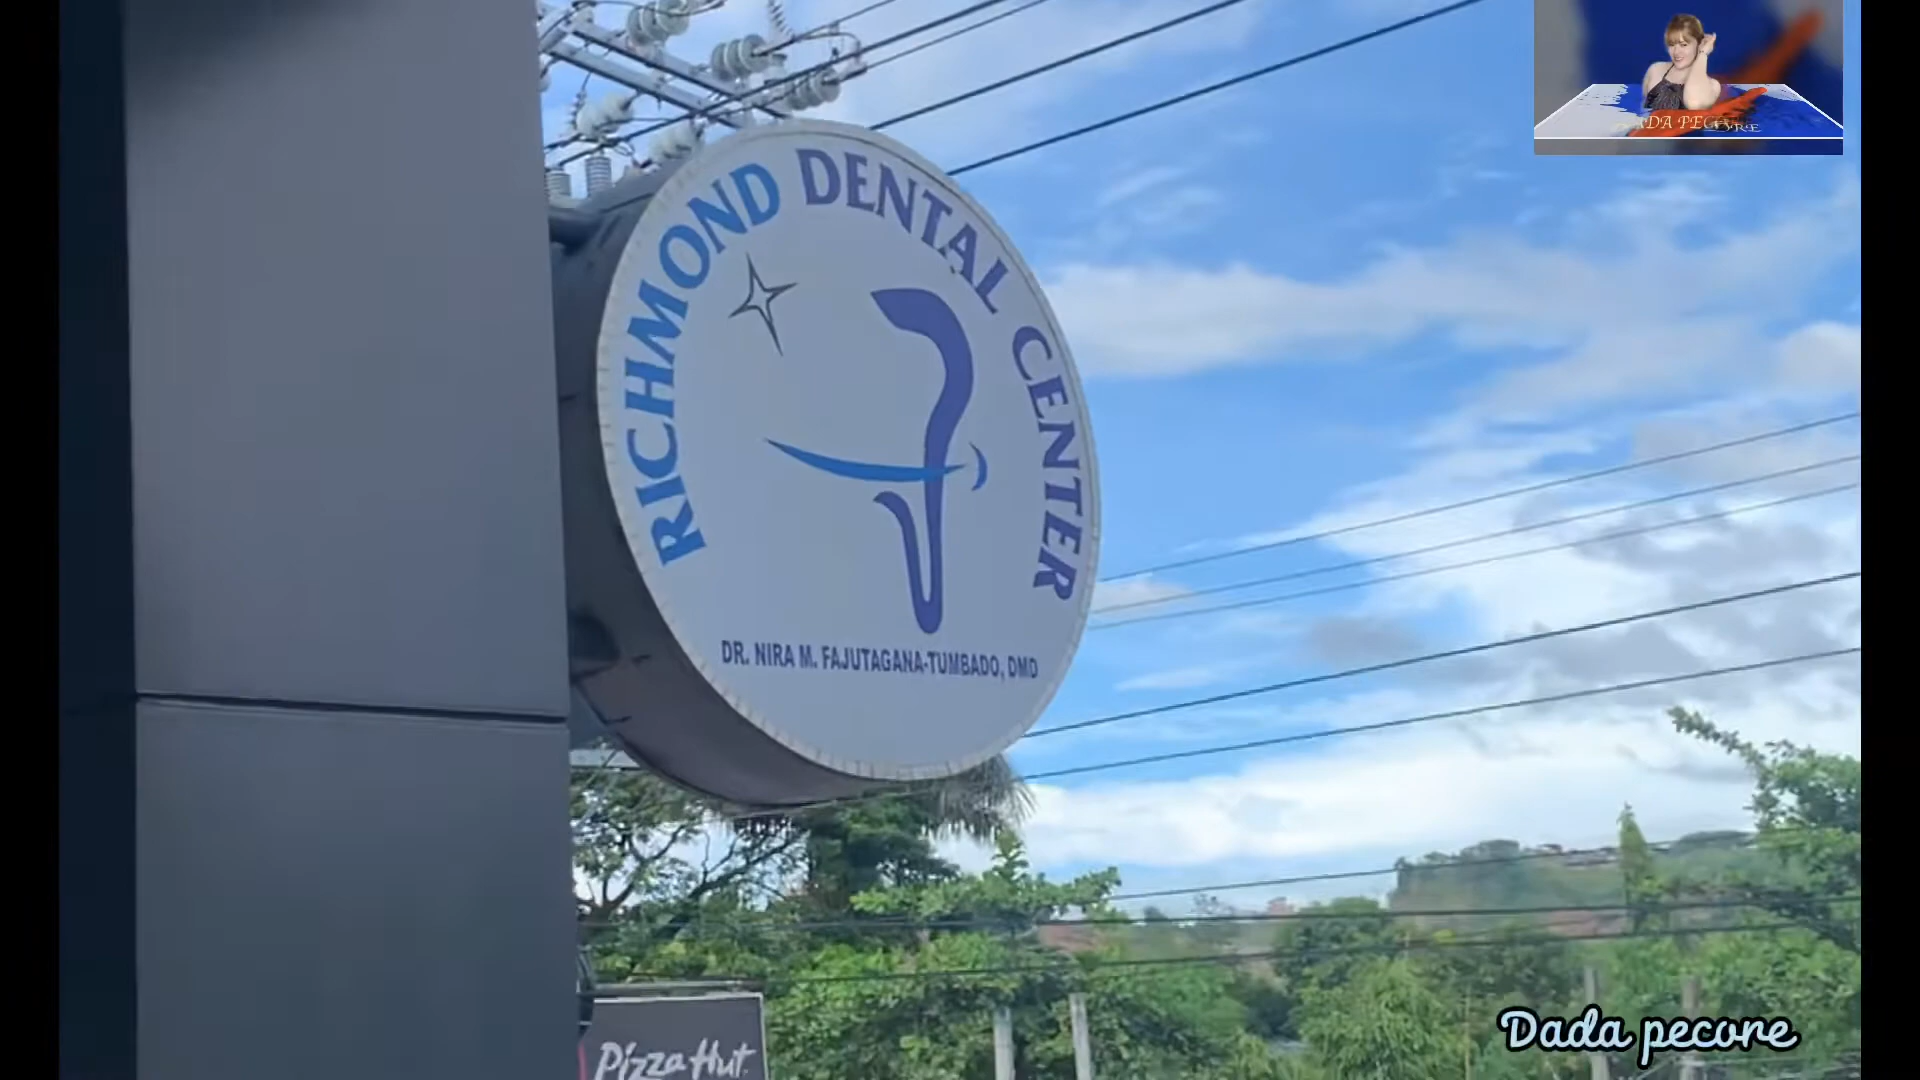 RICHMOND DENTAL CENTER
DR. NIRA M. FAJUTAGANA-TUMBADO, DMD
Pizza Hut
Dada pecore